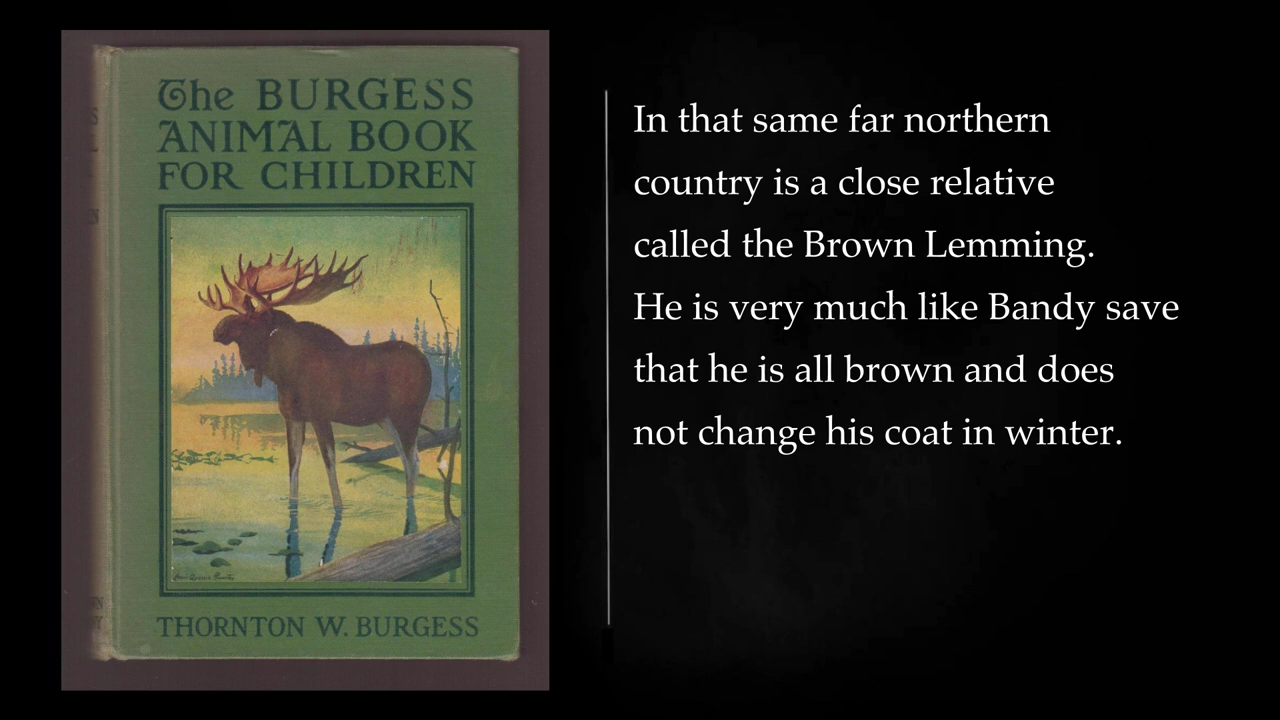 The BURGESS
ANIMAL BOOK
FOR CHILDREN
THORNTON W. BURGESS
In that same far northern
country is a close relative
called the Brown Lemming.
He is very much like Bandy save
that he is all brown and does
not change his coat in winter.